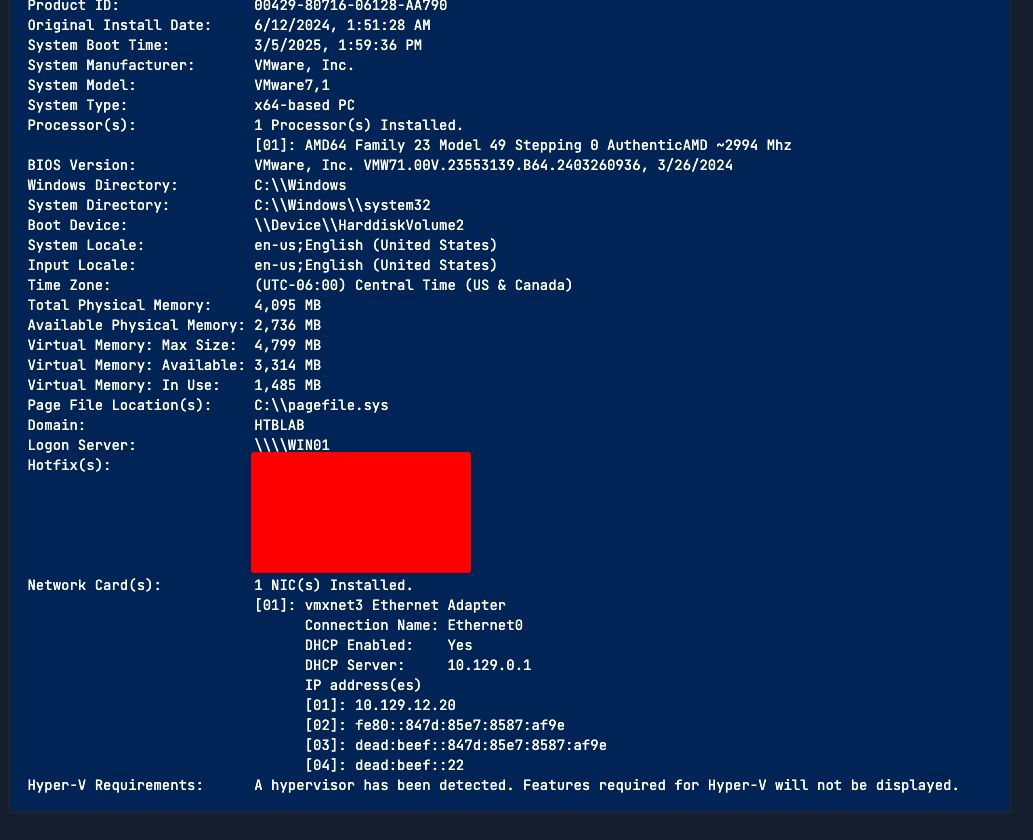 Product ID: 00429-80716-06128-AA790
Original Install Date: 6/12/2024, 1:51:28 AM
System Boot Time: 3/5/2025, 1:59:36 PM
System Manufacturer: VMware, Inc.
System Model: VMware7,1
System Type: x64-based PC
Processor(s): 1 Processor(s) Installed.
[01]: AMD64 Family 23 Model 49 Stepping 0 AuthenticAMD ~2994 Mhz
BIOS Version: VMware, Inc. VMW71.00V.23553139.B64.2403260936, 3/26/2024
Windows Directory: C:\\Windows
System Directory: C:\\Windows\\system32
Boot Device: \\Device\\HarddiskVolume2
System Locale: en-us;English (United States)
Input Locale: en-us;English (United States)
Time Zone: (UTC-06:00) Central Time (US & Canada)
Total Physical Memory: 4,095 MB
Available Physical Memory: 2,736 MB
Virtual Memory: Max Size: 4,799 MB
Virtual Memory: Available: 3,314 MB
Virtual Memory: In Use: 1,485 MB
Page File Location(s): C:\\pagefile.sys
Domain: HTBLAB
Logon Server: \\\\WIN01
Hotfix(s):
Network Card(s): 1 NIC(s) Installed.
[01]: vmxnet3 Ethernet Adapter
Connection Name: Ethernet0
DHCP Enabled: Yes
DHCP Server: 10.129.0.1
IP address(es)
[01]: 10.129.12.20
[02]: fe80::847d:85e7:8587:af9e
[03]: dead:beef::847d:85e7:8587:af9e
[04]: dead:beef::22
Hyper-V Requirements: A hypervisor has been detected. Features required for Hyper-V will not be displayed.